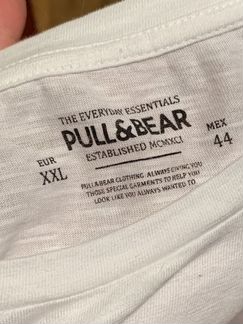 THE EVERYDAY ESSENTIALS
PULL&BEAR
ESTABLISHED MCMXCI
EUR
XXL
MEX
44
PULL&BEAR CLOTHING. ALWAYS GIVING YOU
THOSE SPECIAL GARMENTS TO HELP YOU
LOOK LIKE YOU ALWAYS WANTED TO